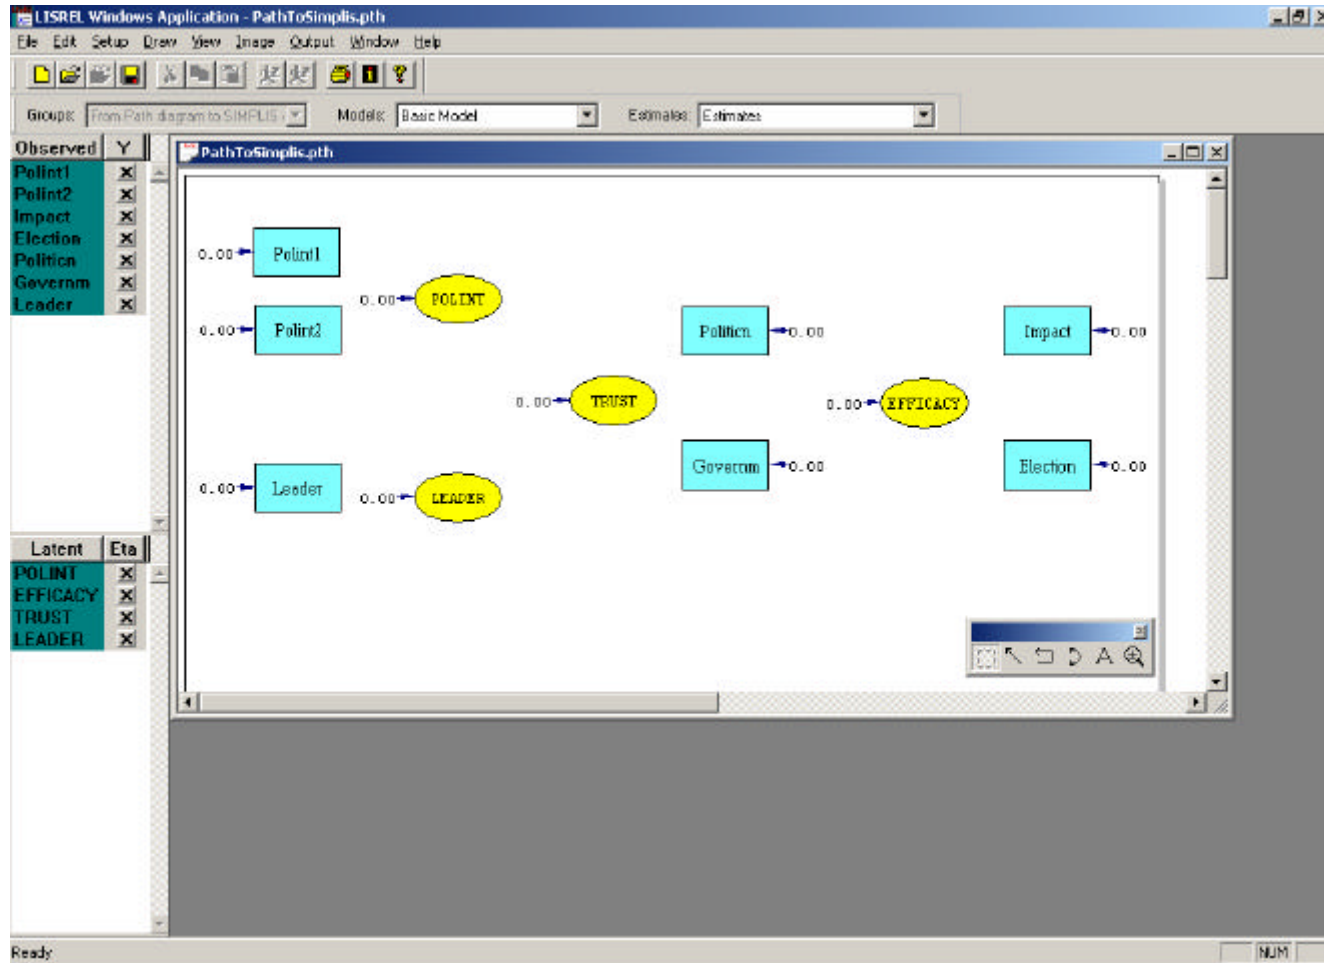 LISREL Windows Application - PathToSimplis.pth
File Edit Setup Draw View Image Output Window Help
Groups: From Path diagram to SIMPLIS Models: Basic Model Estimates: Estimates
Observed Y
Polint1
Polint2
Impact
Election
Politicn
Governm
Leader
Latent Eta
POLINT
EFFICACY
TRUST
LEADER
PathToSimplis.pth
0.00 Polint1
0.00 POLINT
0.00 Polint2 Politicn 0.00 Impact 0.00
0.00 TRUST 0.00 EFFICACY
Governm 0.00 Election 0.00
0.00 Leader 0.00 LEADER
A
Ready NUM